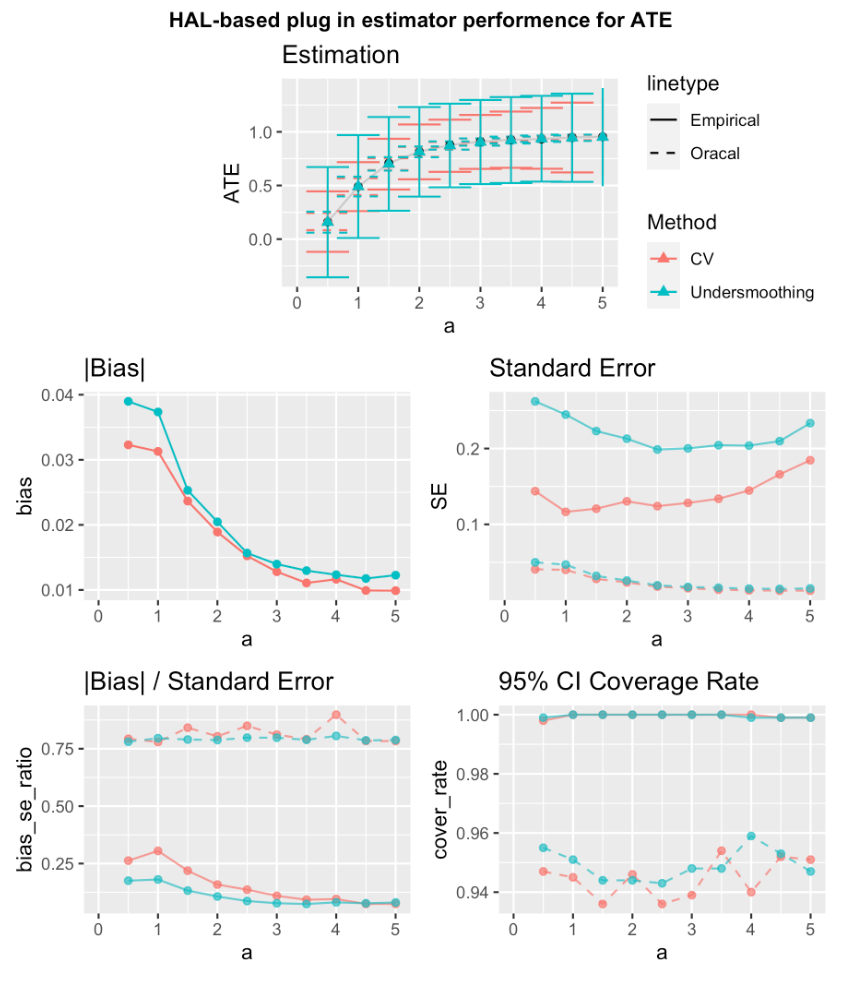 HAL-based plug in estimator performence for ATE
Estimation
ATE
1.0
0.5
0.0
0 1 2 3 4 5
a
linetype
Empirical
Oracal
Method
CV
Undersmoothing
|Bias|
bias
0.04
0.03
0.02
0.01
0 1 2 3 4 5
a
Standard Error
SE
0.2
0.1
0 1 2 3 4 5
a
|Bias| / Standard Error
bias_se_ratio
0.75
0.50
0.25
0 1 2 3 4 5
a
95% CI Coverage Rate
cover_rate
1.00
0.98
0.96
0.94
0 1 2 3 4 5
a